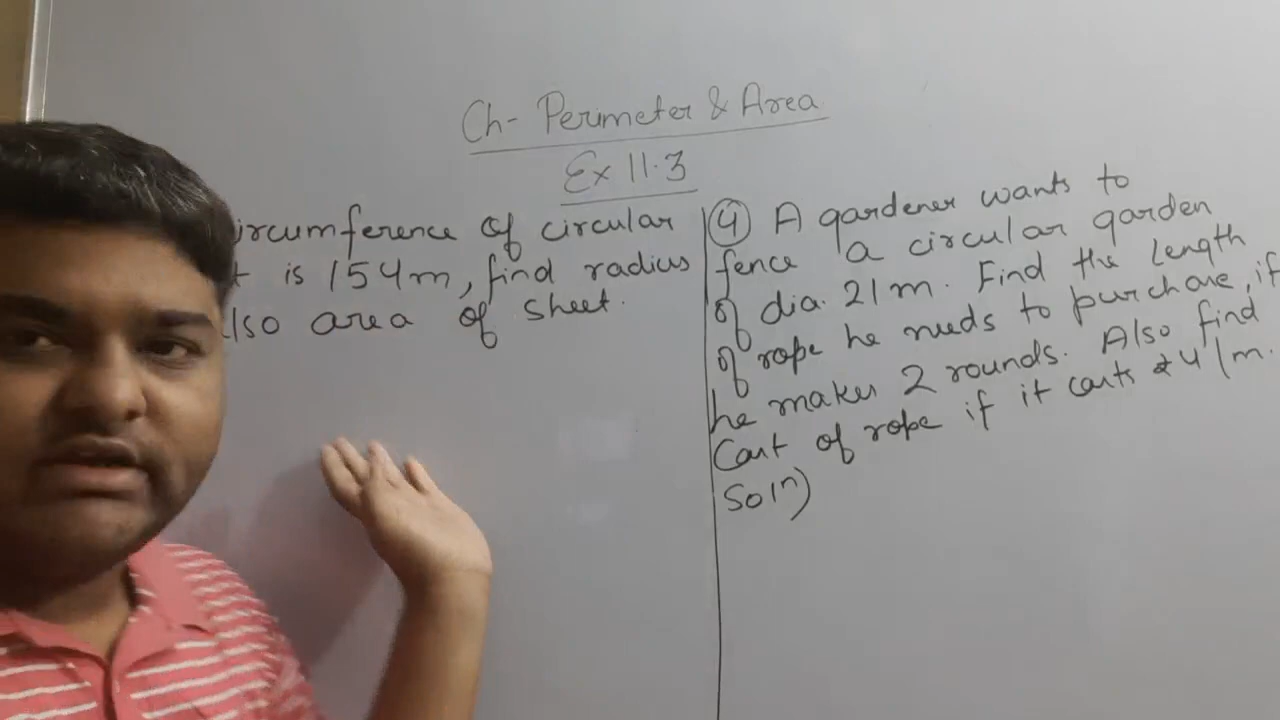 Ch- Perimeter & Area
Ex 11.3
ircumference of circular
t is 154m, find radius
lso area of sheet.
④ A gardener wants to
fence a circular garden
of dia. 21m. Find the length
of rope he needs to purchase, if
he makes 2 rounds. Also find
Cost of rope if it costs ₹4/m.
Soln)